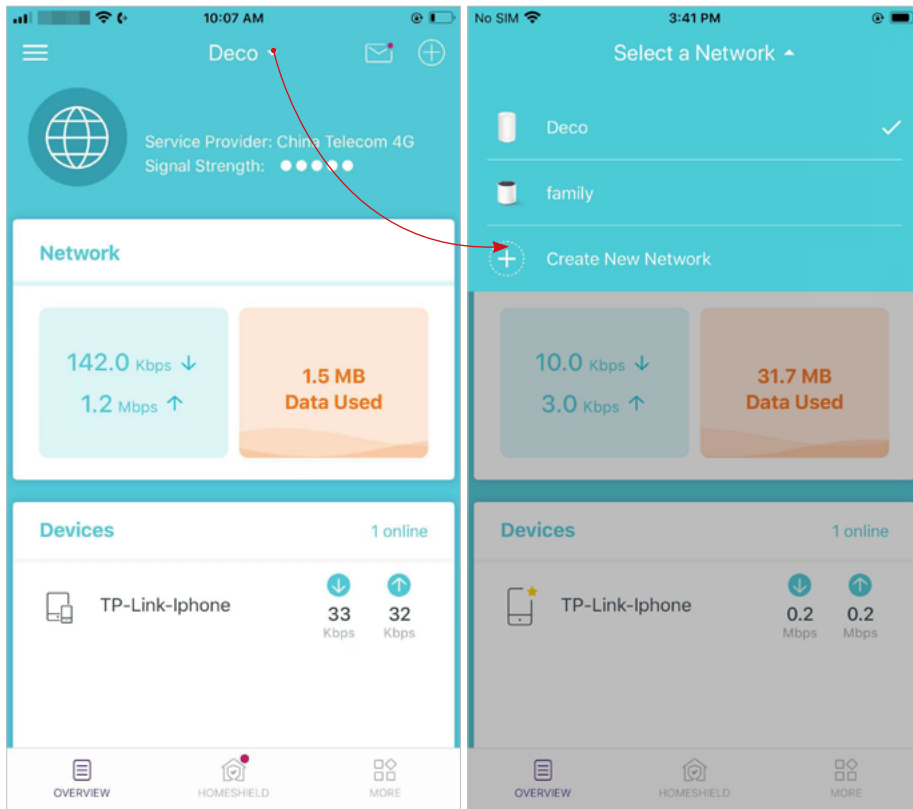 10:07 AM
Deco
Service Provider: China Telecom 4G
Signal Strength:
Network
142.0 Kbps ↓
1.2 Mbps ↑
1.5 MB
Data Used
Devices
1 online
TP-Link-Iphone
33
32
Kbps
Kbps
OVERVIEW
HOMESHIELD
MORE
No SIM
3:41 PM
Select a Network
Deco
family
Create New Network
10.0 Kbps ↓
3.0 Kbps ↑
31.7 MB
Data Used
Devices
1 online
TP-Link-Iphone
0.2
0.2
Mbps
Mbps
OVERVIEW
HOMESHIELD
MORE